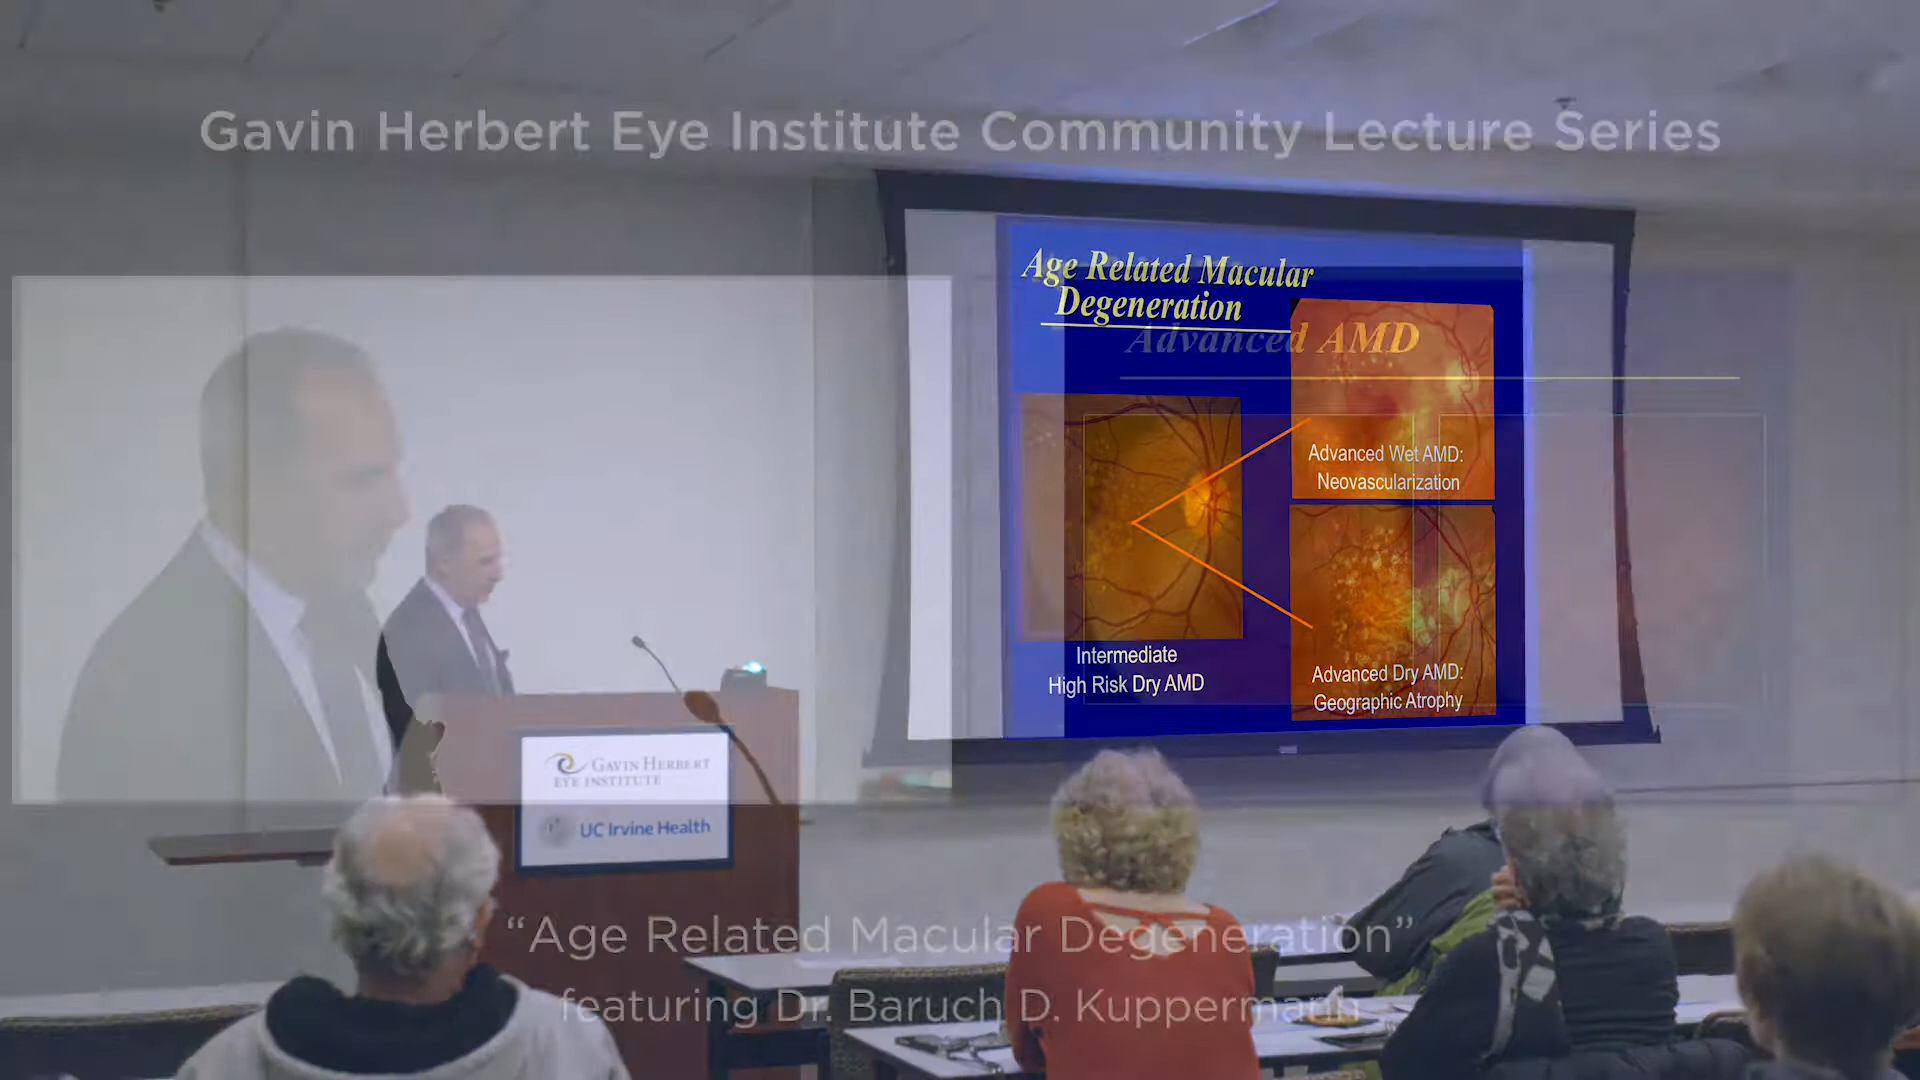 Gavin Herbert Eye Institute Community Lecture Series
Age Related Macular
Degeneration
Advanced AMD
Advanced Wet AMD:
Neovascularization
Intermediate
High Risk Dry AMD
Advanced Dry AMD:
Geographic Atrophy
GAVIN HERBERT
EYE INSTITUTE
UC Irvine Health
“Age Related Macular Degeneration”
featuring Dr. Baruch D. Kuppermann